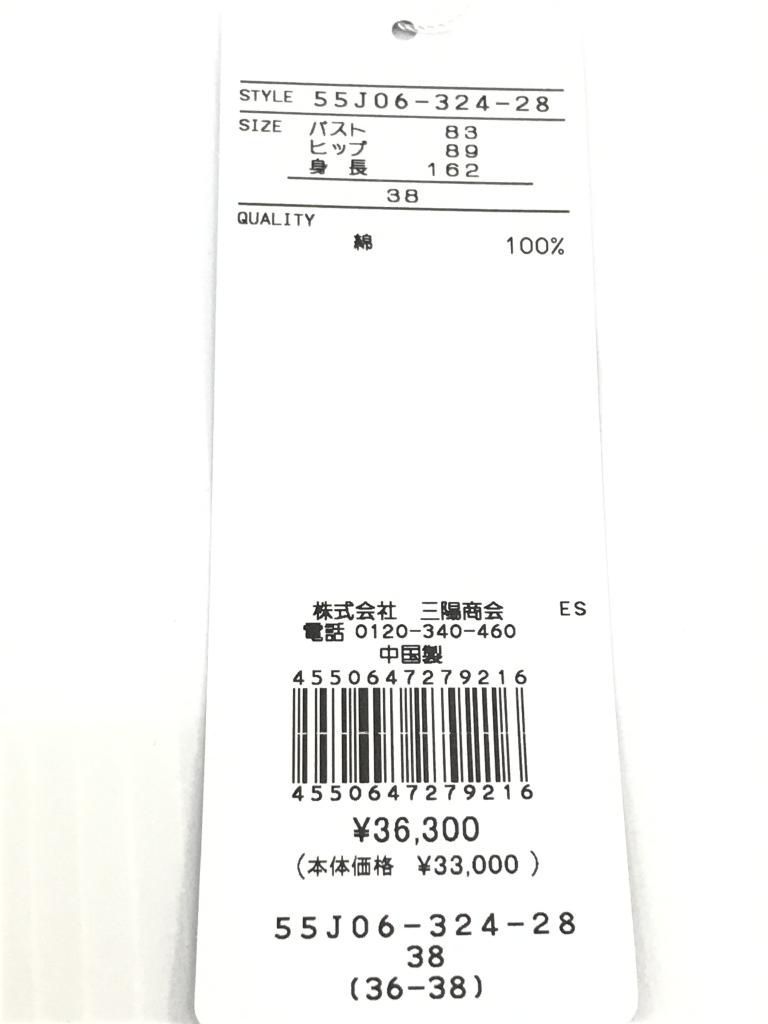 STYLE 55J06-324-28
SIZE バスト 83
ヒップ 89
身長 162
38
QUALITY
綿 100%
株式会社 三陽商会 ES
電話 0120-340-460
中国製
4550647279216
4550647279216
¥36,300
(本体価格 ¥33,000)
55J06-324-28
38
(36-38)